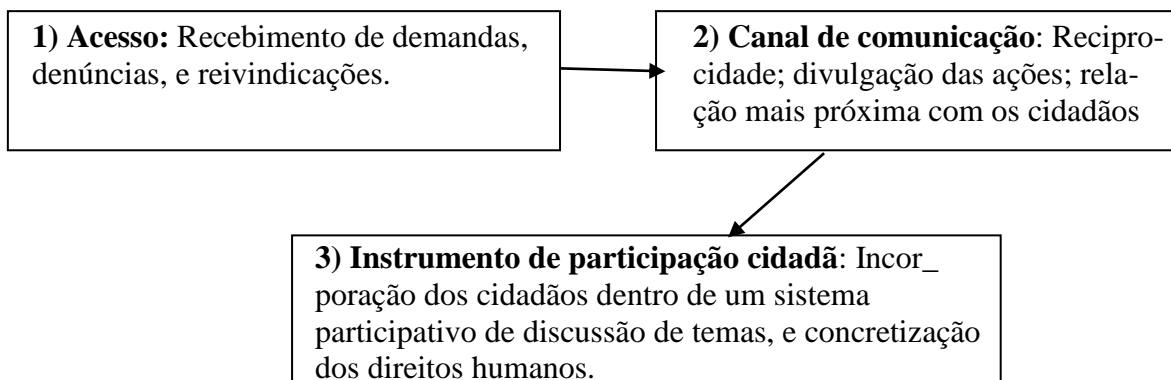 1) Acesso: Recebimento de demandas,
denúncias, e reivindicações.
2) Canal de comunicação: Recipro-
cidade; divulgação das ações; rela-
ção mais próxima com os cidadãos
3) Instrumento de participação cidadã: Incor_
poração dos cidadãos dentro de um sistema
participativo de discussão de temas, e concretização
dos direitos humanos.